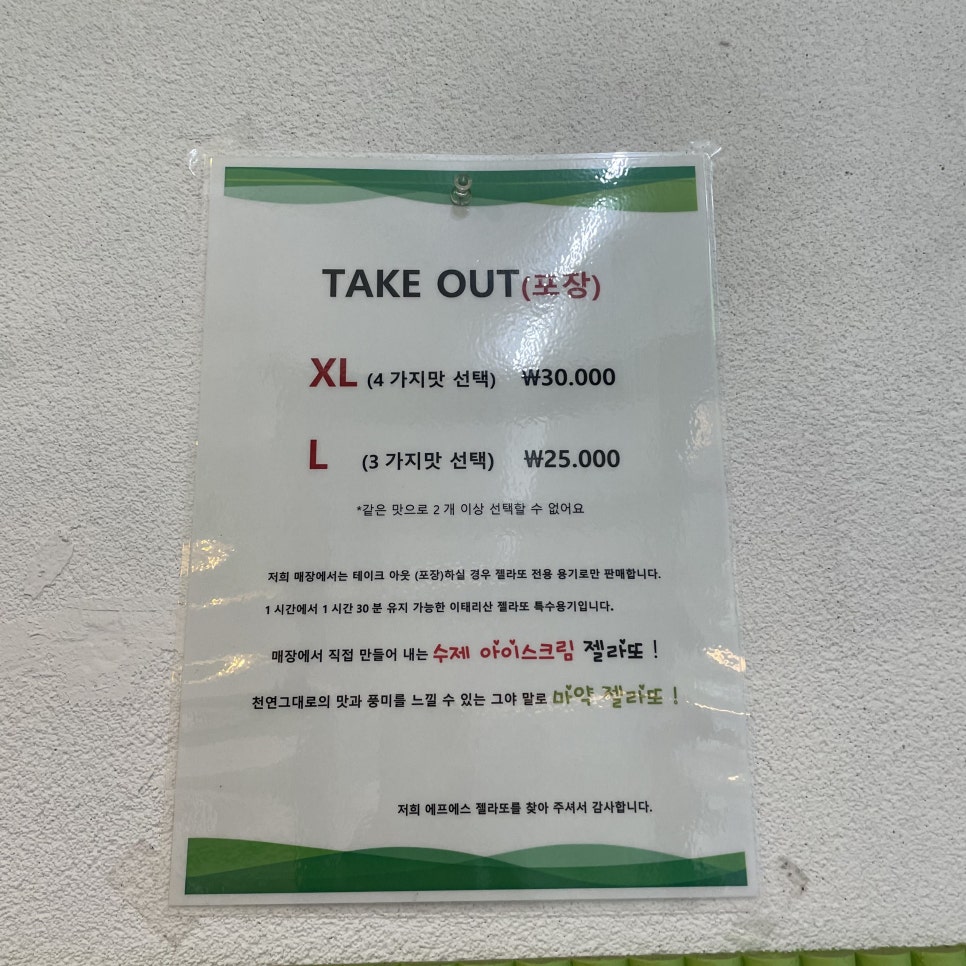 TAKE OUT(포장)
XL (4 가지맛 선택) ₩30.000
L (3 가지맛 선택) ₩25.000
*같은 맛으로 2 개 이상 선택할 수 없어요
저희 매장에서는 테이크 아웃 (포장)하실 경우 젤라또 전용 용기로만 판매합니다.
1 시간에서 1 시간 30 분 유지 가능한 이태리산 젤라또 특수용기입니다.
매장에서 직접 만들어 내는 수제 아이스크림 젤라또 !
천연그대로의 맛과 풍미를 느낄 수 있는 그야 말로 마약 젤라또 !
저희 에프에스 젤라또를 찾아 주셔서 감사합니다.